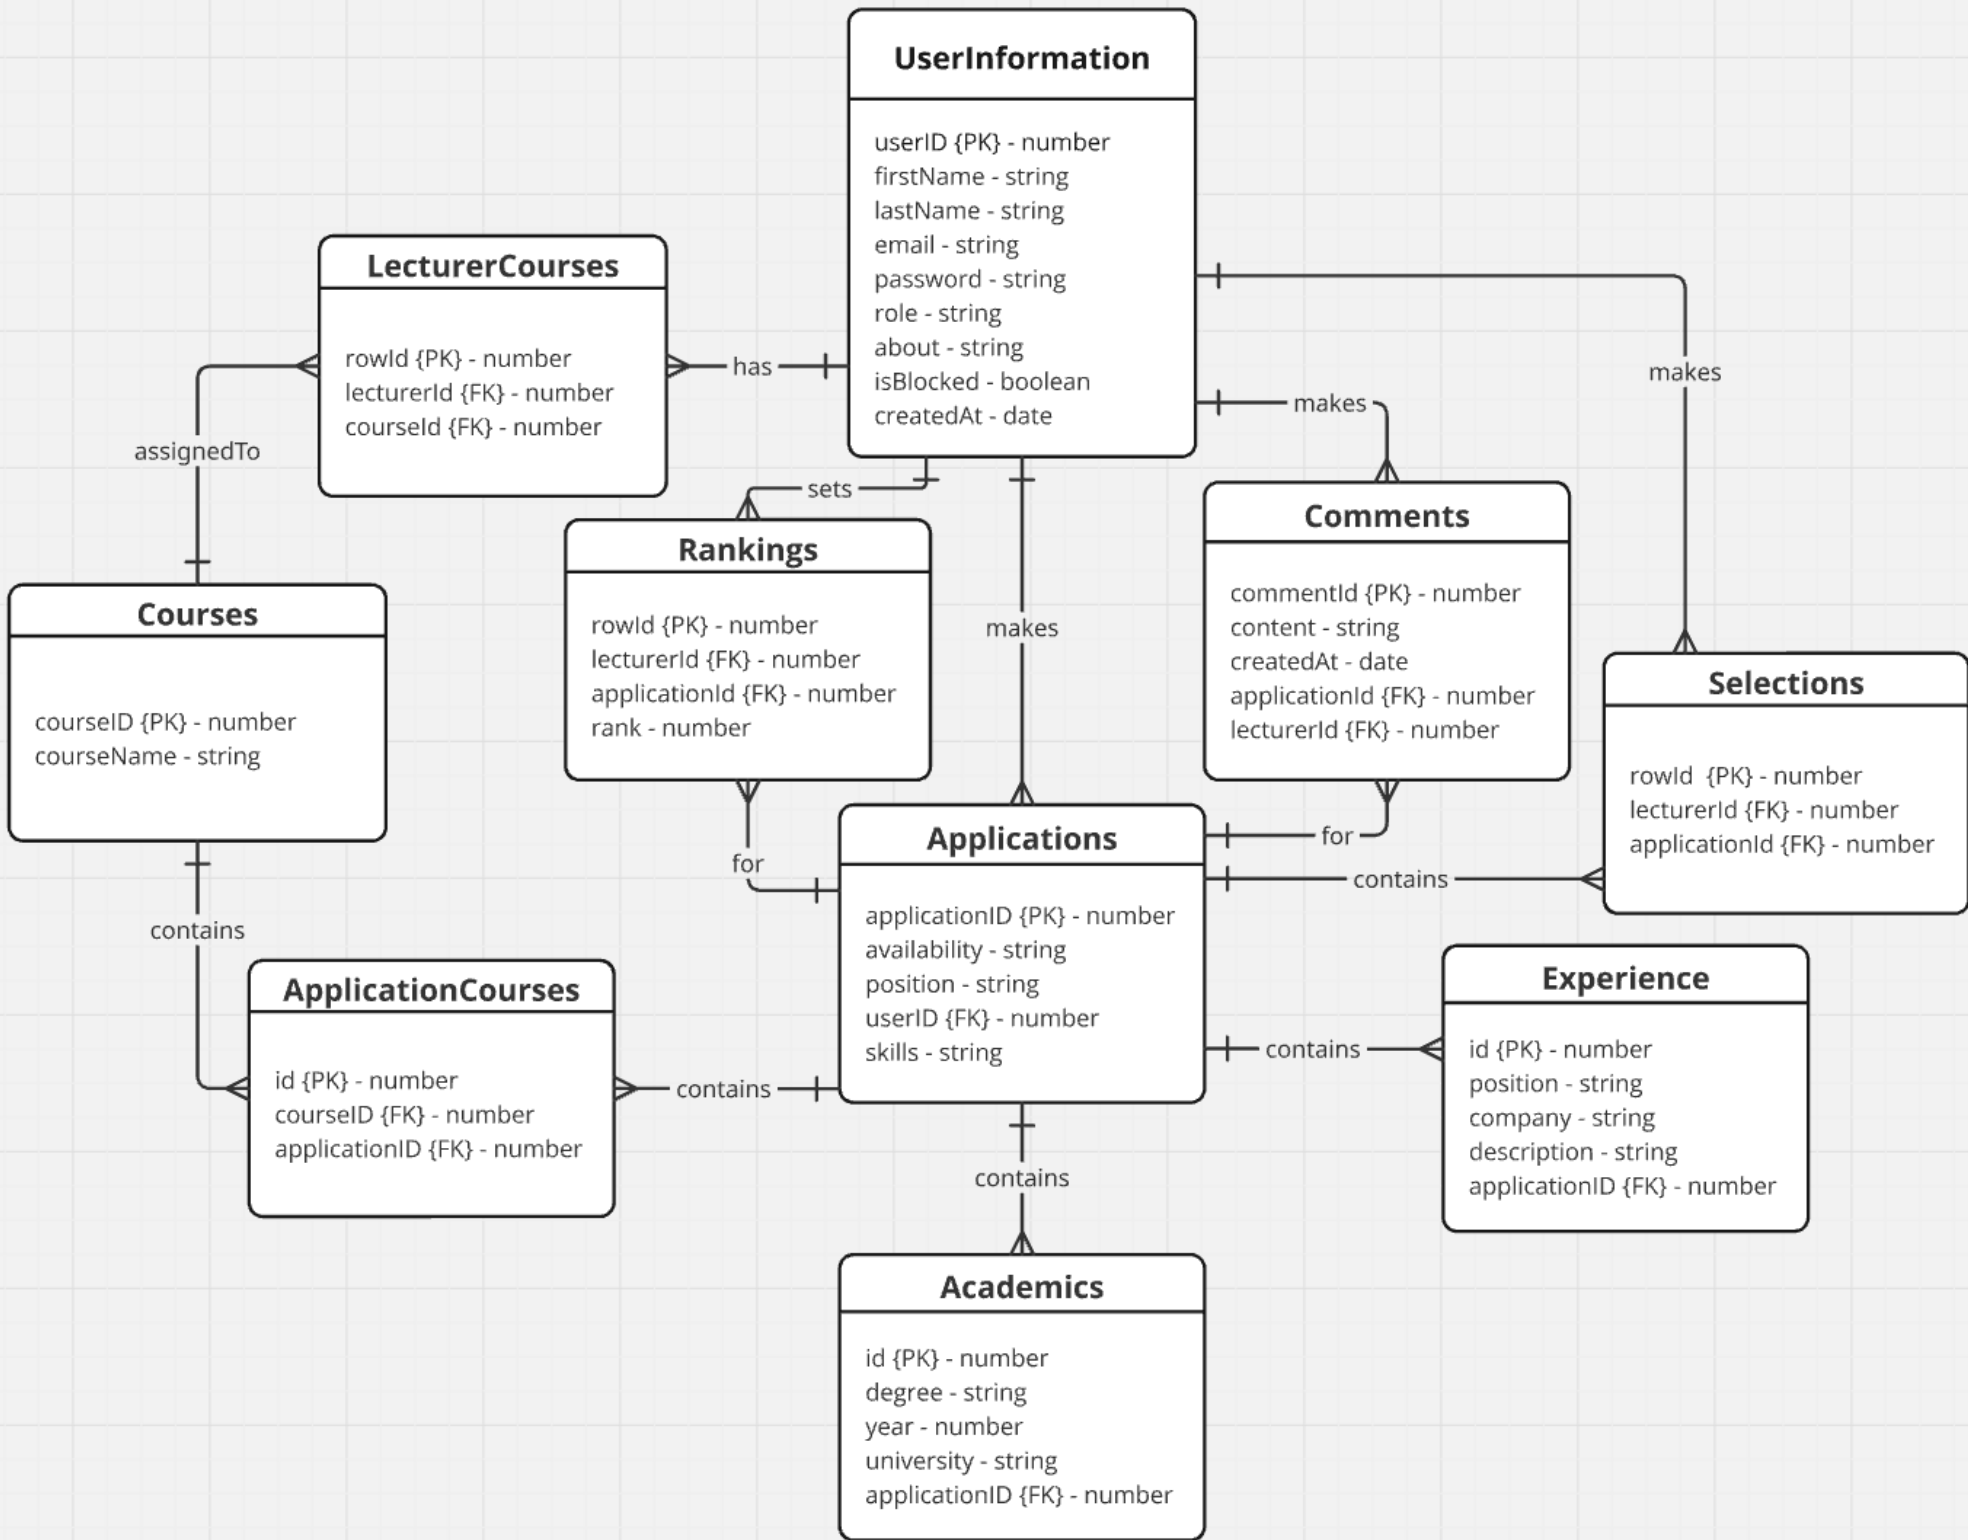 UserInformation
userID {PK} - number
firstName - string
lastName - string
email - string
password - string
role - string
about - string
isBlocked - boolean
createdAt - date
LecturerCourses
rowId {PK} - number
lecturerId {FK} - number
courseId {FK} - number
has
makes
makes
assignedTo
sets
makes
Rankings
rowId {PK} - number
lecturerId {FK} - number
applicationId {FK} - number
rank - number
Comments
commentId {PK} - number
content - string
createdAt - date
applicationId {FK} - number
lecturerId {FK} - number
Courses
courseID {PK} - number
courseName - string
Selections
rowId  {PK} - number
lecturerId {FK} - number
applicationId {FK} - number
for
for
contains
contains
Applications
applicationID {PK} - number
availability - string
position - string
userID {FK} - number
skills - string
ApplicationCourses
id {PK} - number
courseID {FK} - number
applicationID {FK} - number
contains
contains
Experience
id {PK} - number
position - string
company - string
description - string
applicationID {FK} - number
contains
Academics
id {PK} - number
degree - string
year - number
university - string
applicationID {FK} - number